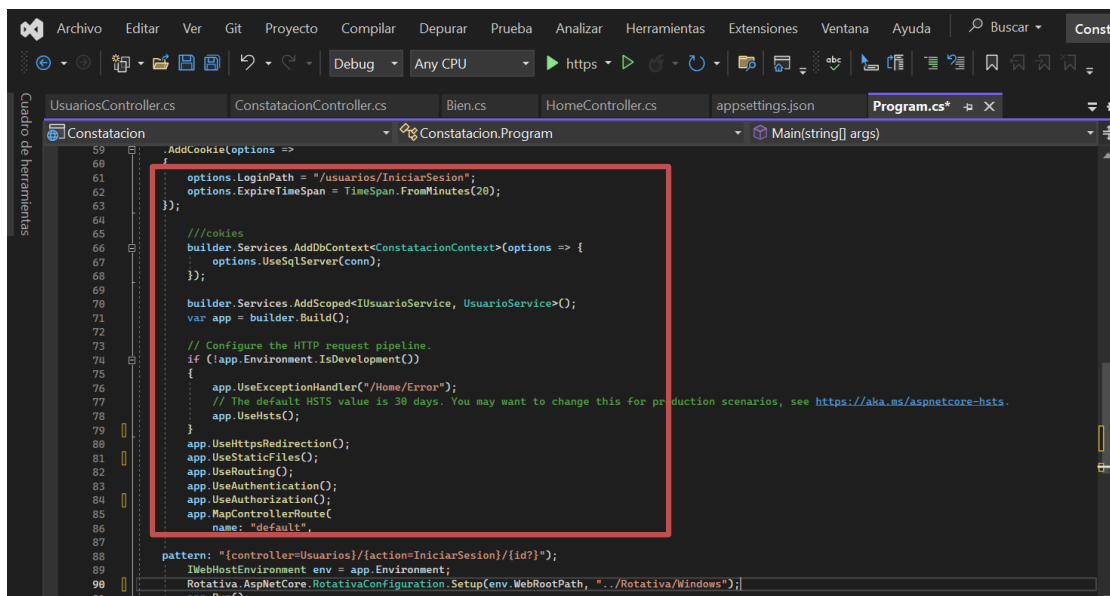 Archivo Editar Ver Git Proyecto Compilar Depurar Prueba Analizar Herramientas Extensiones Ventana Ayuda Buscar Const
Debug Any CPU https
Cuadro de herramientas
UsuariosController.cs ConstatacionController.cs Bien.cs HomeController.cs appsettings.json Program.cs*
Constatacion Constatacion.Program Main(string[] args)
59 .AddCookie(options =>
60 {
61 options.LoginPath = "/usuarios/IniciarSesion";
62 options.ExpireTimeSpan = TimeSpan.FromMinutes(20);
63 });
64
65 ///cokies
66 builder.Services.AddDbContext<ConstatacionContext>(options => {
67 options.UseSqlServer(conn);
68 });
69
70 builder.Services.AddScoped<IUsuarioService, UsuarioService>();
71 var app = builder.Build();
72
73 // Configure the HTTP request pipeline.
74 if (!app.Environment.IsDevelopment())
75 {
76 app.UseExceptionHandler("/Home/Error");
77 // The default HSTS value is 30 days. You may want to change this for production scenarios, see https://aka.ms/aspnetcore-hsts.
78 app.UseHsts();
79 }
80 app.UseHttpsRedirection();
81 app.UseStaticFiles();
82 app.UseRouting();
83 app.UseAuthentication();
84 app.UseAuthorization();
85 app.MapControllerRoute(
86 name: "default",
87
88 pattern: "{controller=Usuarios}/{action=IniciarSesion}/{id?}");
89 IWebHostEnvironment env = app.Environment;
90 Rotativa.AspNetCore.RotativaConfiguration.Setup(env.WebRootPath, "../Rotativa/Windows");